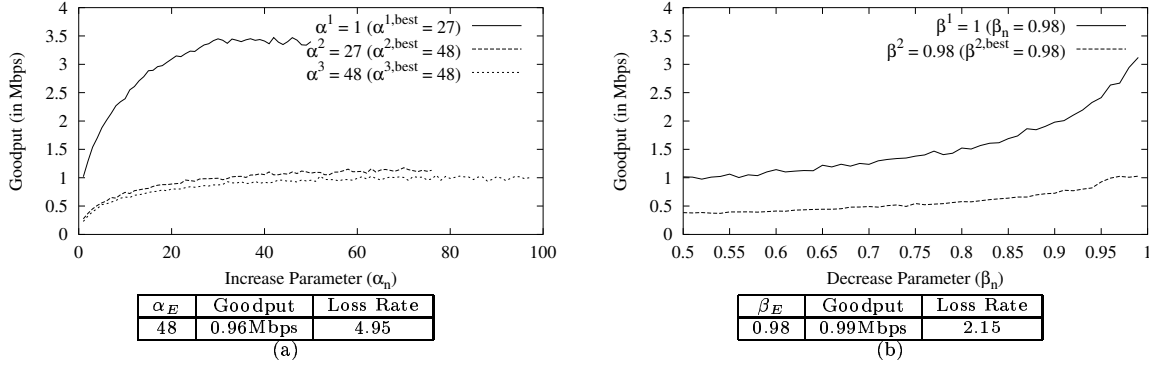 4
3.5
3
2.5
2
1.5
1
0.5
0
Goodput (in Mbps)
α¹ = 1 (α^{1,best} = 27)
α² = 27 (α^{2,best} = 48)
α³ = 48 (α^{3,best} = 48)
0 20 40 60 80 100
Increase Parameter (αₙ)
α_E Goodput Loss Rate
48 0.96Mbps 4.95
(a)
4
3.5
3
2.5
2
1.5
1
0.5
0
Goodput (in Mbps)
β¹ = 1 (βₙ = 0.98)
β² = 0.98 (β^{2,best} = 0.98)
0.5 0.55 0.6 0.65 0.7 0.75 0.8 0.85 0.9 0.95 1
Decrease Parameter (βₙ)
β_E Goodput Loss Rate
0.98 0.99Mbps 2.15
(b)